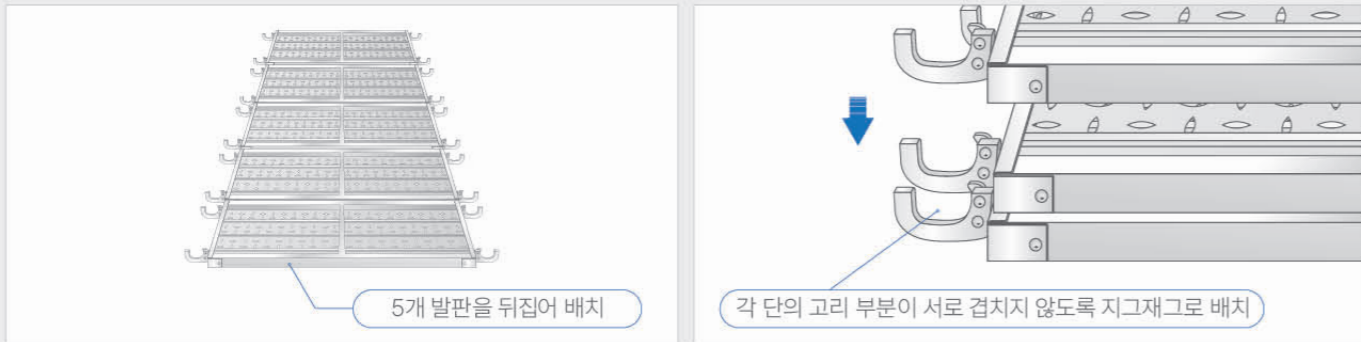 5개 발판을 뒤집어 배치
각 단의 고리 부분이 서로 겹치지 않도록 지그재그로 배치